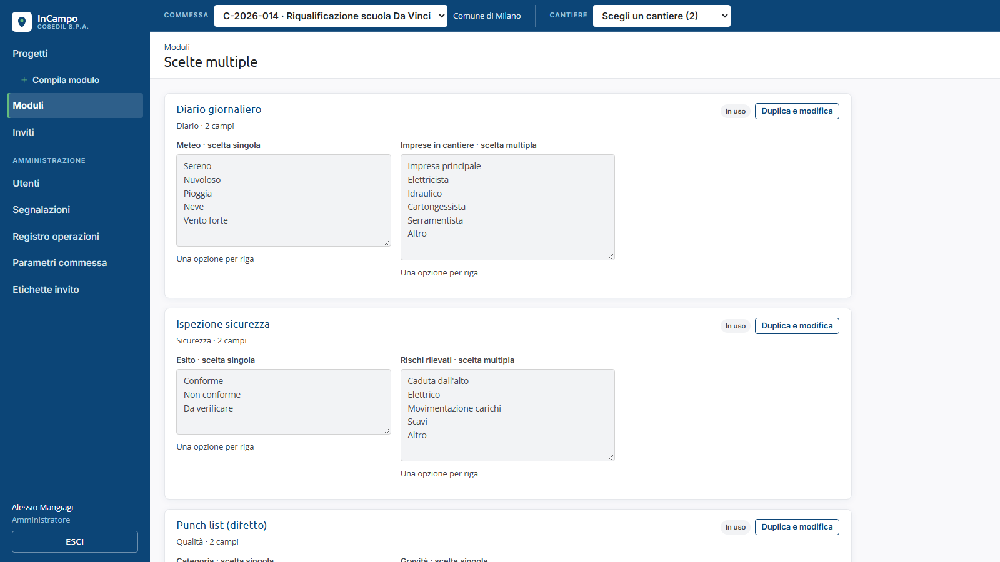 InCampo
COSEDIL S.P.A.
COMMESSA
C-2026-014 · Riqualificazione scuola Da Vinci
Comune di Milano
CANTIERE
Scegli un cantiere (2)
Progetti
+ Compila modulo
Moduli
Inviti
AMMINISTRAZIONE
Utenti
Segnalazioni
Registro operazioni
Parametri commessa
Etichette invito
Alessio Mangiagi
Amministratore
ESCI
Moduli
Scelte multiple
Diario giornaliero
In uso
Duplica e modifica
Diario · 2 campi
Meteo · scelta singola
Sereno
Nuvoloso
Pioggia
Neve
Vento forte
Una opzione per riga
Imprese in cantiere · scelta multipla
Impresa principale
Elettricista
Idraulico
Cartongessista
Serramentista
Altro
Una opzione per riga
Ispezione sicurezza
In uso
Duplica e modifica
Sicurezza · 2 campi
Esito · scelta singola
Conforme
Non conforme
Da verificare
Una opzione per riga
Rischi rilevati · scelta multipla
Caduta dall'alto
Elettrico
Movimentazione carichi
Scavi
Altro
Una opzione per riga
Punch list (difetto)
In uso
Duplica e modifica
Qualità · 2 campi
Categoria · scelta singola
Gravità · scelta singola